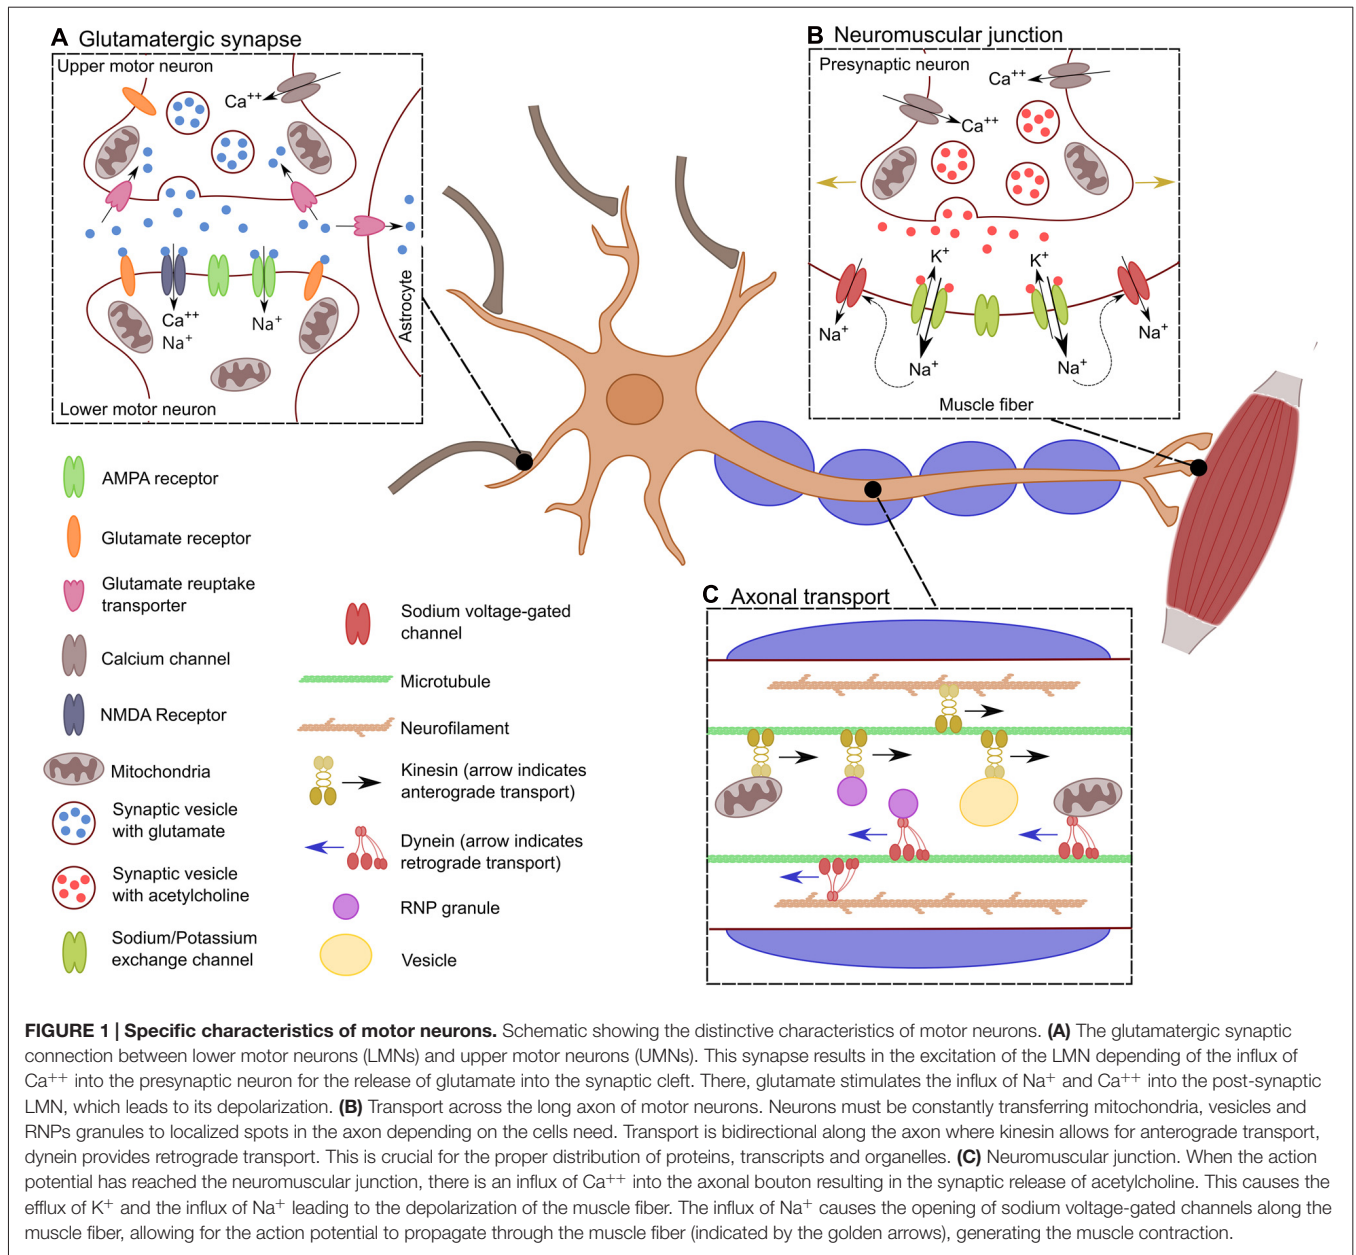 A Glutamatergic synapse
Upper motor neuron
Ca++
Astrocyte
Ca++
Na+
Na+
Lower motor neuron
B Neuromuscular junction
Presynaptic neuron
Ca++
Ca++
K+
K+
Na+
Na+
Na+
Na+
Muscle fiber
AMPA receptor
Glutamate receptor
Glutamate reuptake
transporter
Calcium channel
NMDA Receptor
Mitochondria
Synaptic vesicle
with glutamate
Synaptic vesicle
with acetylcholine
Sodium/Potassium
exchange channel
Sodium voltage-gated
channel
Microtubule
Neurofilament
Kinesin (arrow indicates
anterograde transport)
Dynein (arrow indicates
retrograde transport)
RNP granule
Vesicle
C Axonal transport
FIGURE 1 | Specific characteristics of motor neurons. Schematic showing the distinctive characteristics of motor neurons. (A) The glutamatergic synaptic
connection between lower motor neurons (LMNs) and upper motor neurons (UMNs). This synapse results in the excitation of the LMN depending of the influx of
Ca++ into the presynaptic neuron for the release of glutamate into the synaptic cleft. There, glutamate stimulates the influx of Na+ and Ca++ into the post-synaptic
LMN, which leads to its depolarization. (B) Transport across the long axon of motor neurons. Neurons must be constantly transferring mitochondria, vesicles and
RNPs granules to localized spots in the axon depending on the cells need. Transport is bidirectional along the axon where kinesin allows for anterograde transport,
dynein provides retrograde transport. This is crucial for the proper distribution of proteins, transcripts and organelles. (C) Neuromuscular junction. When the action
potential has reached the neuromuscular junction, there is an influx of Ca++ into the axonal bouton resulting in the synaptic release of acetylcholine. This causes the
efflux of K+ and the influx of Na+ leading to the depolarization of the muscle fiber. The influx of Na+ causes the opening of sodium voltage-gated channels along the
muscle fiber, allowing for the action potential to propagate through the muscle fiber (indicated by the golden arrows), generating the muscle contraction.